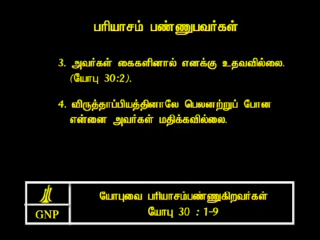 பரியாசம் பண்ணுபவர்கள்
3. அவர்கள் கைகளினால் எனக்கு உதவவில்லை.
(யோபு 30:2).
4. விருத்தாப்பியத்தினாலே பெலனற்றுப் போன
என்னை அவர்கள் மதிக்கவில்லை.
யோபுவை பரியாசம்பண்ணுகிறவர்கள்
யோபு 30 : 1-9
GNP